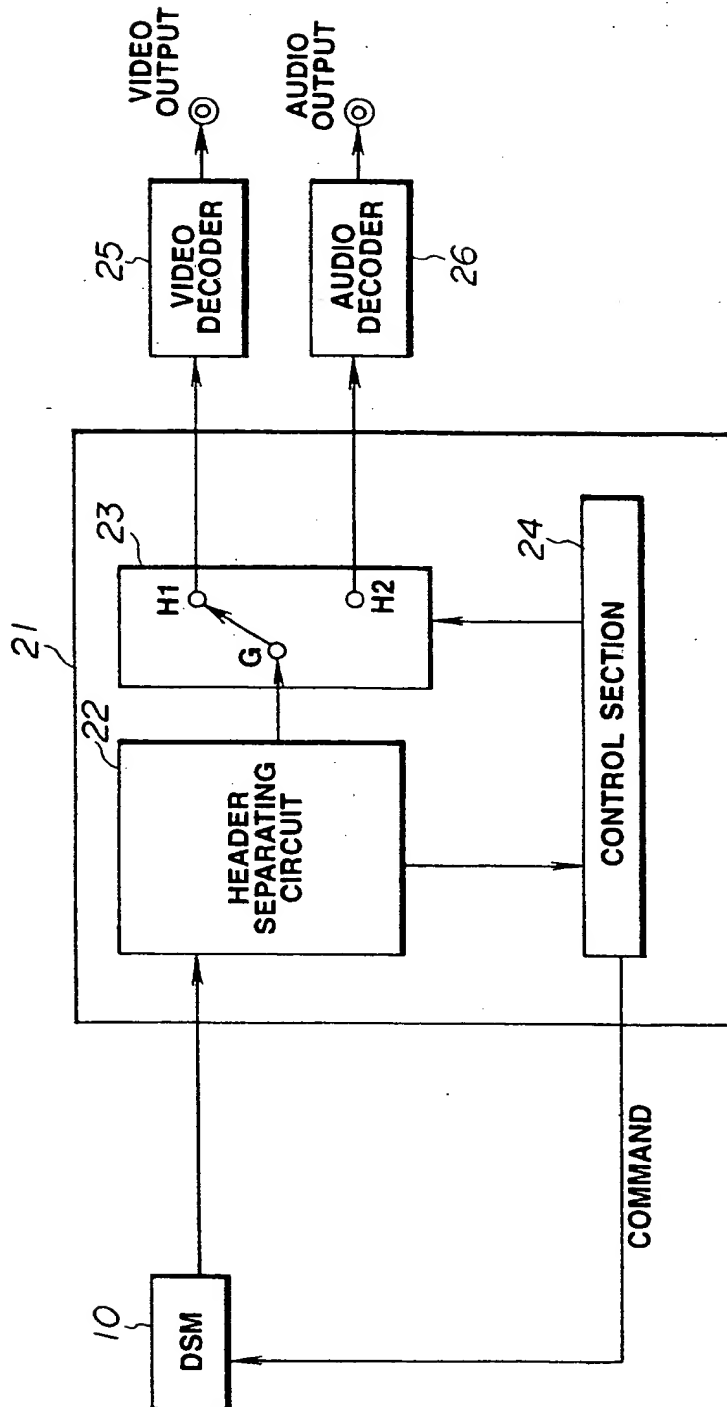 10
DSM
COMMAND
21
22
HEADER
SEPARATING
CIRCUIT
23
G
H1
H2
24
CONTROL SECTION
25
VIDEO
DECODER
26
AUDIO
DECODER
VIDEO
OUTPUT
AUDIO
OUTPUT